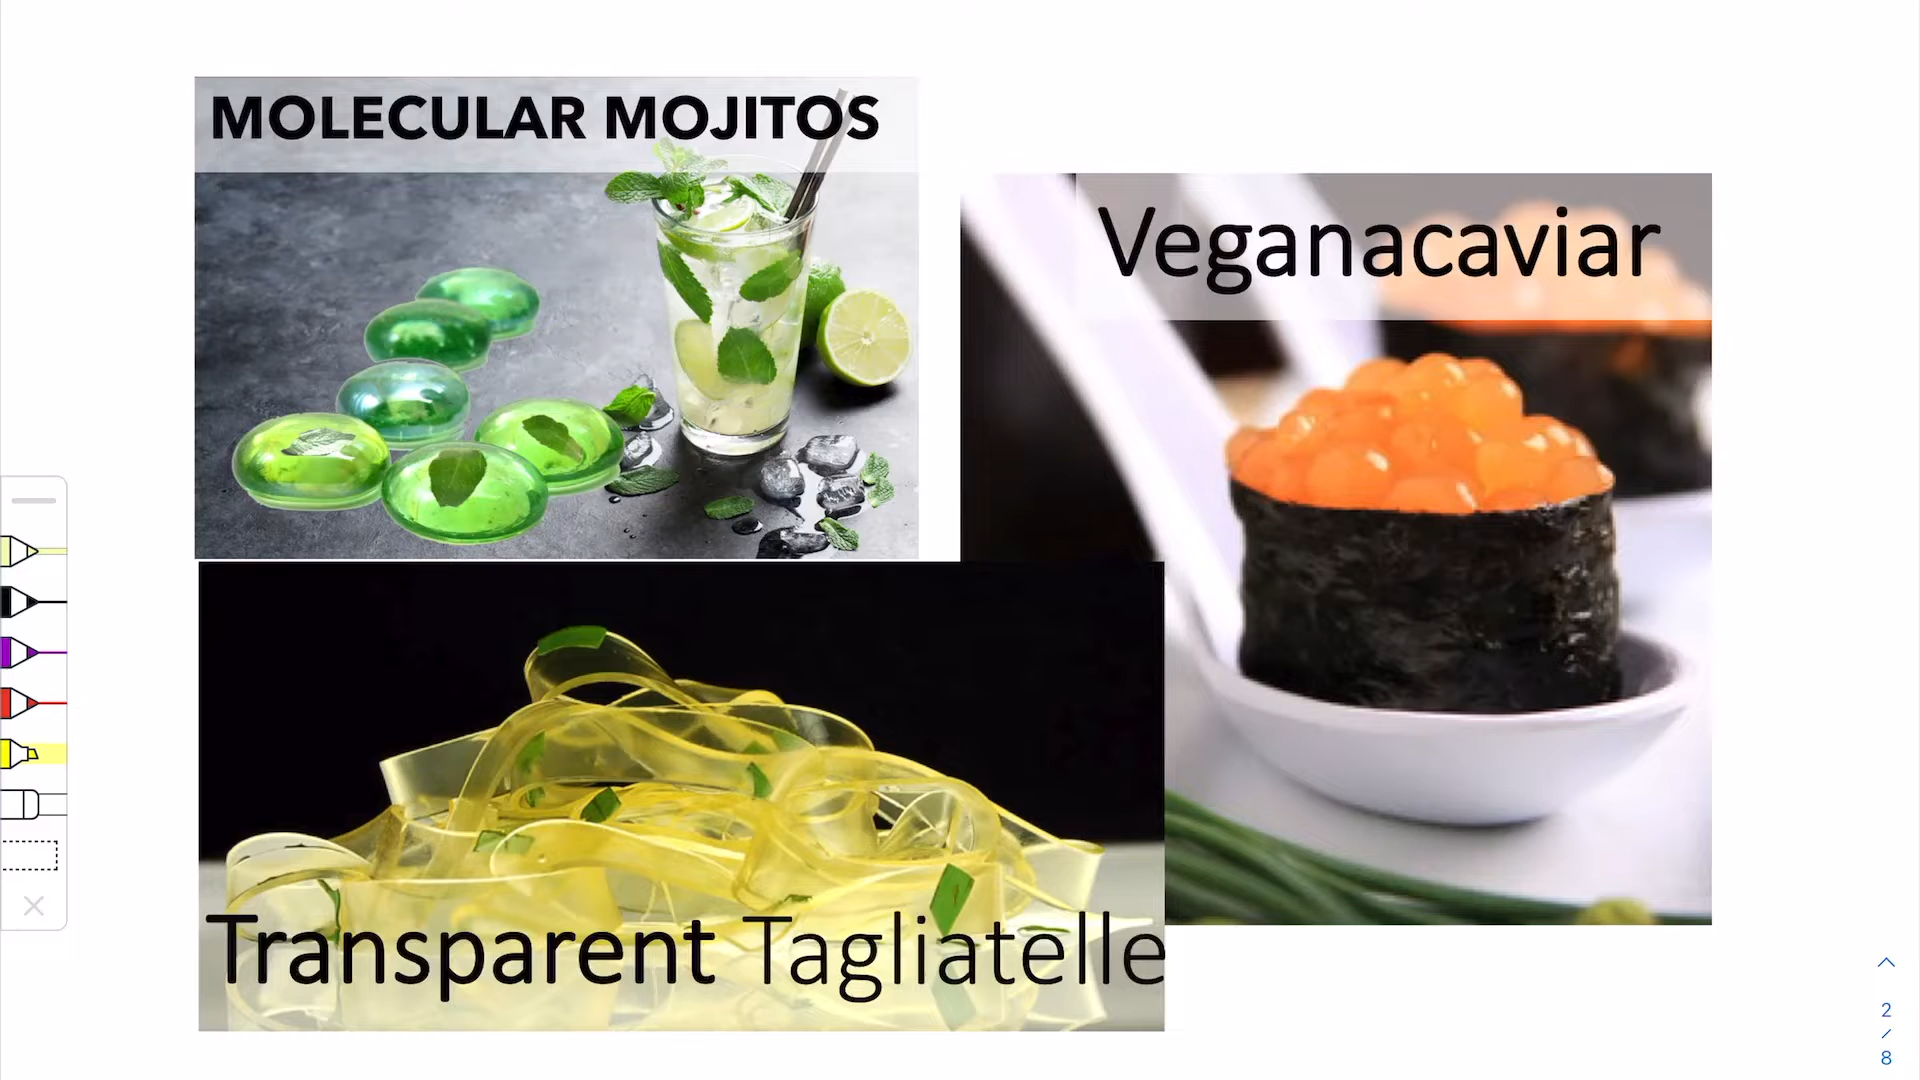 MOLECULAR MOJITOS
Veganacaviar
Transparent Tagliatelle
2
/
8